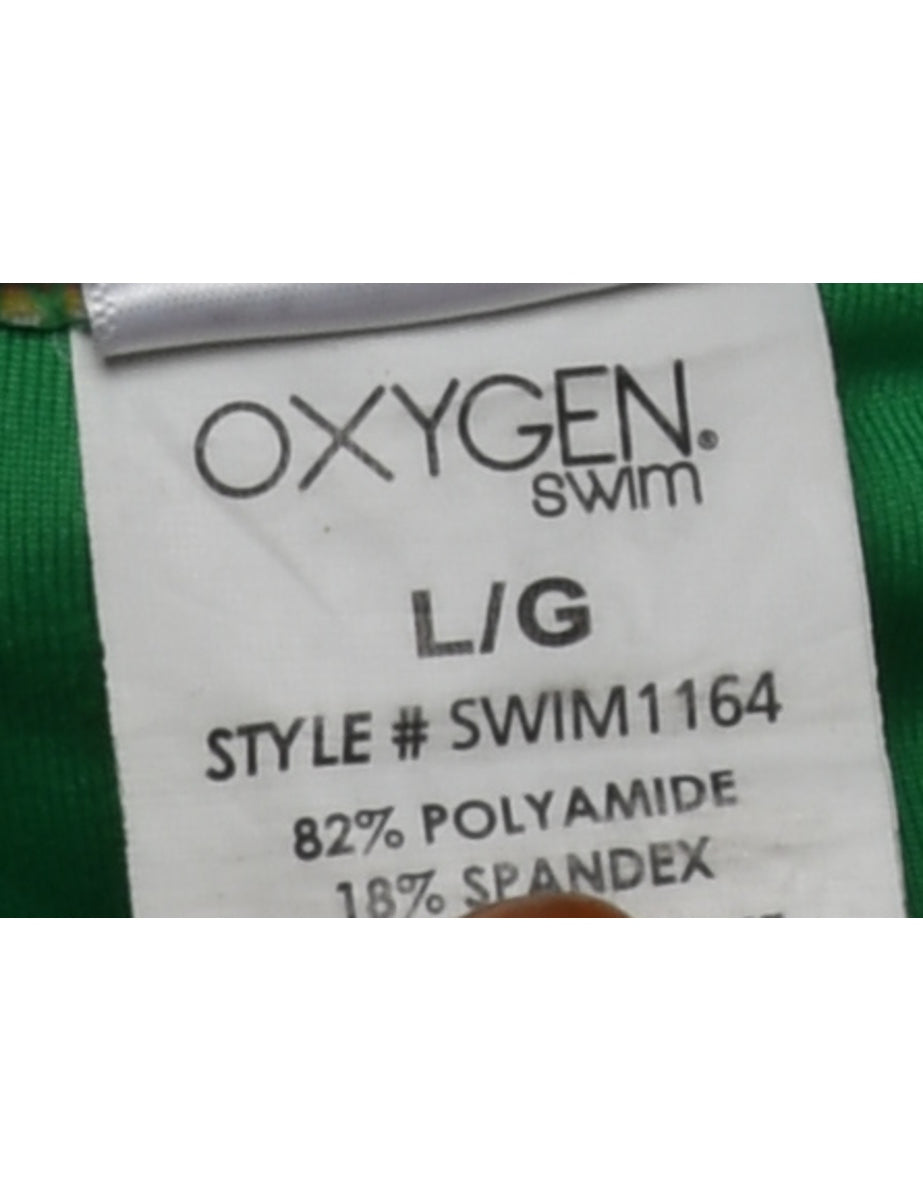 OXYGEN.®
swim
L/G
STYLE # SWIM1164
82% POLYAMIDE
18% SPANDEX